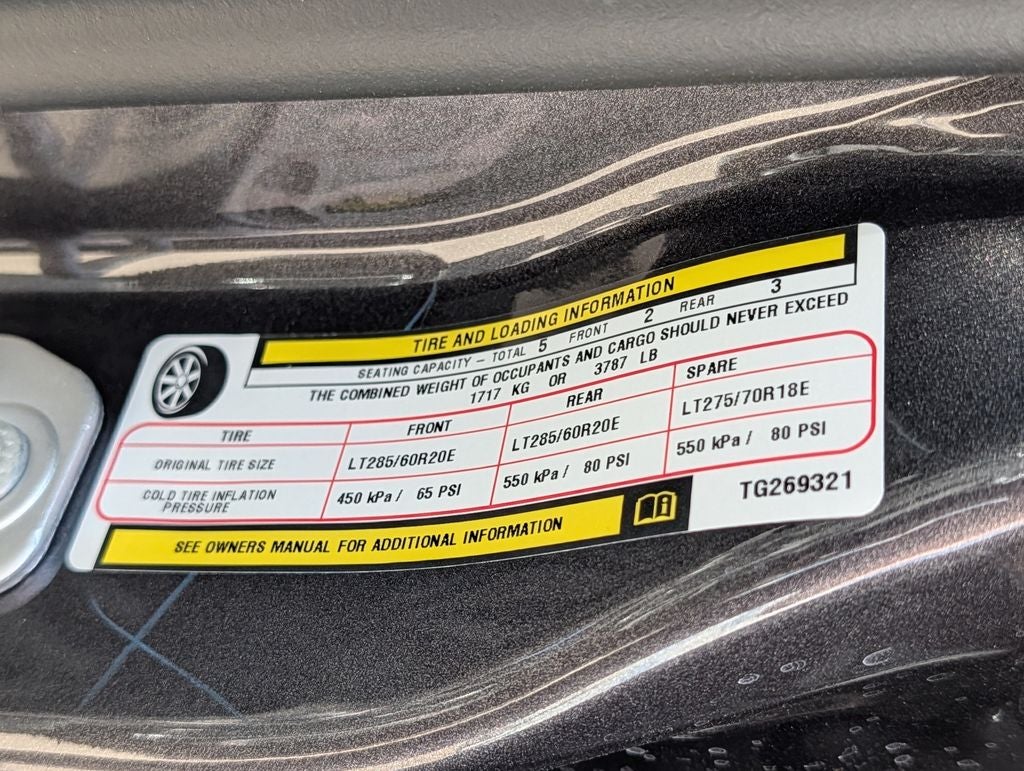 TIRE AND LOADING INFORMATION
SEATING CAPACITY – TOTAL 5 FRONT 2 REAR 3
THE COMBINED WEIGHT OF OCCUPANTS AND CARGO SHOULD NEVER EXCEED
1717 KG OR 3787 LB
TIRE FRONT REAR SPARE
ORIGINAL TIRE SIZE LT285/60R20E LT285/60R20E LT275/70R18E
COLD TIRE INFLATION PRESSURE 450 kPa / 65 PSI 550 kPa / 80 PSI 550 kPa / 80 PSI
SEE OWNERS MANUAL FOR ADDITIONAL INFORMATION
TG269321